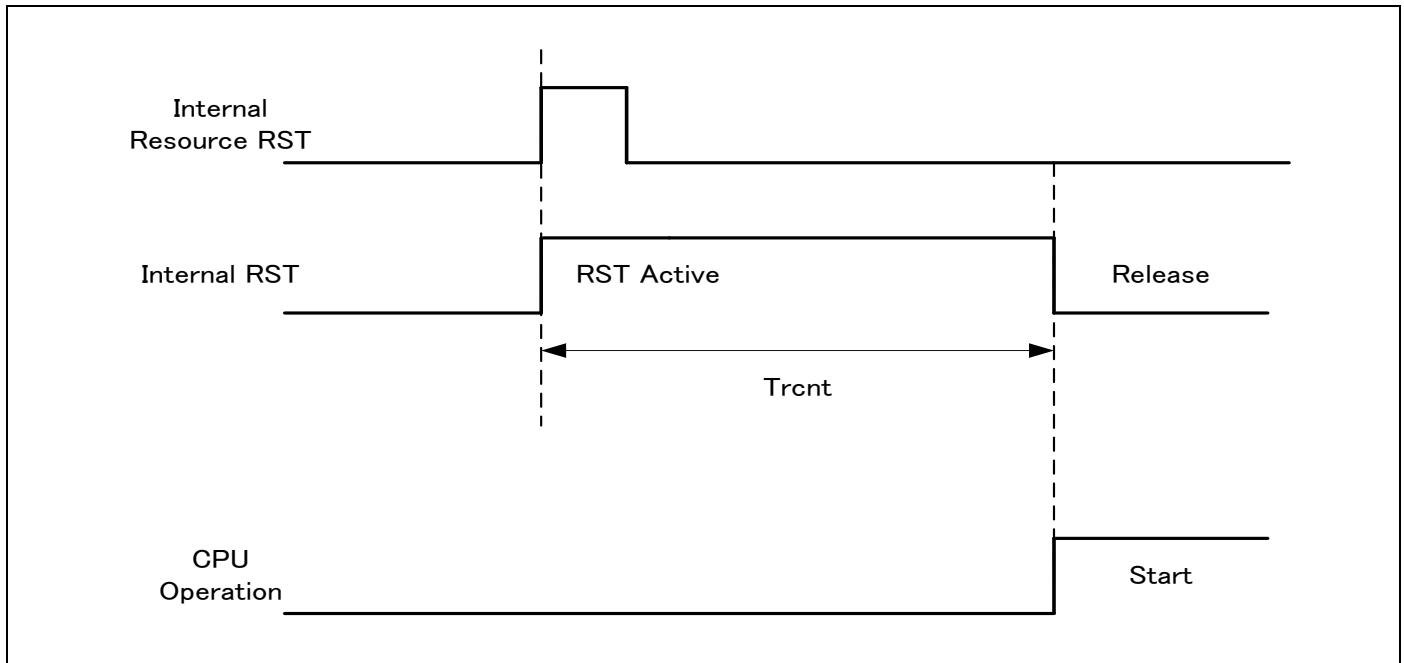 Internal
Resource RST
Internal RST
RST Active
Release
Trcnt
CPU
Operation
Start